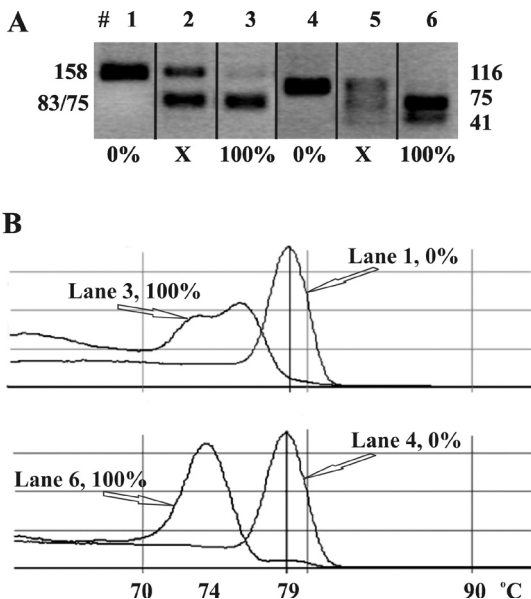 A
# 1 2 3 4 5 6
158 116
83/75 75
41
0% X 100% 0% X 100%
B
Lane 1, 0%
Lane 3, 100%
Lane 4, 0%
Lane 6, 100%
70 74 79 90 °C